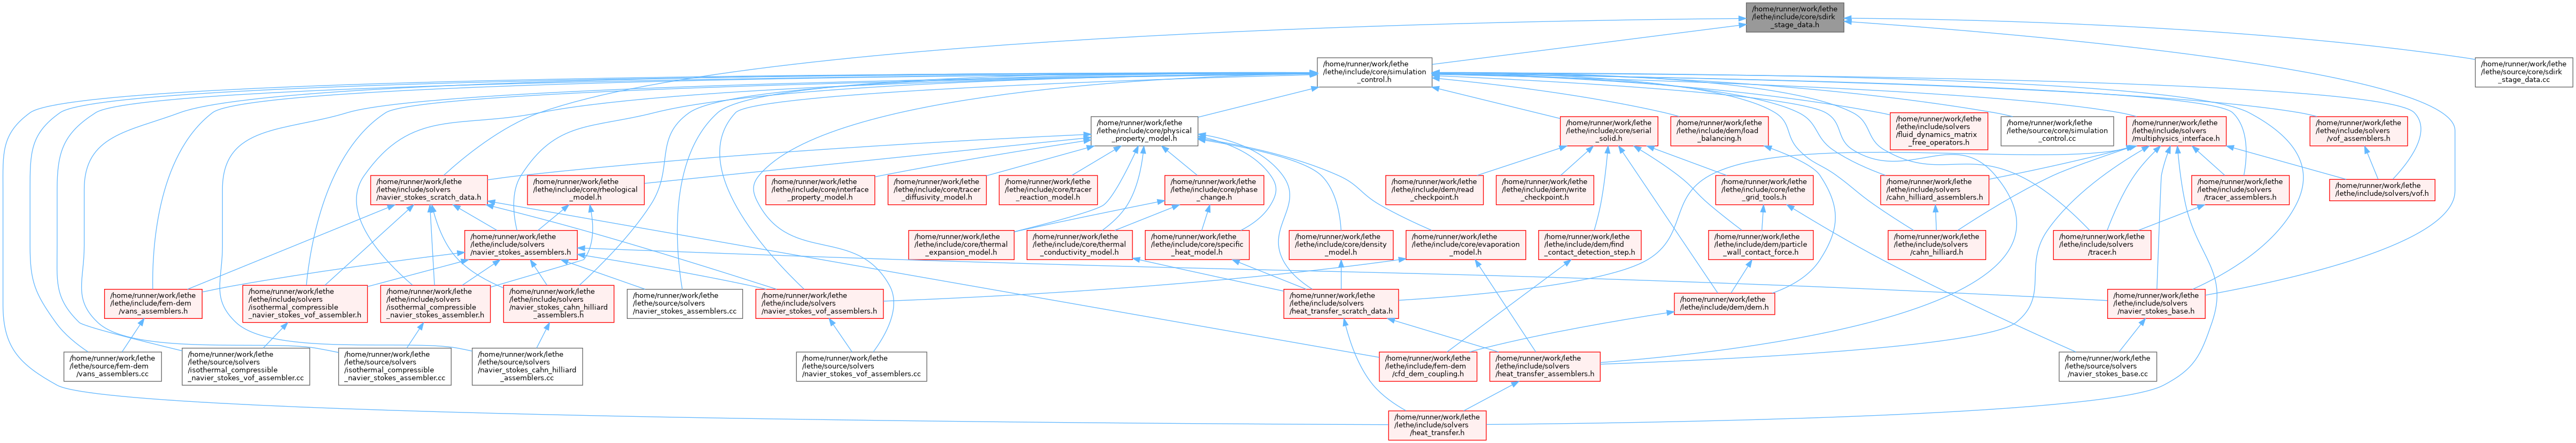 /home/runner/work/lethe
/lethe/include/core/sdirk
_stage_data.h
/home/runner/work/lethe
/lethe/include/core/simulation
_control.h
/home/runner/work/lethe
/lethe/source/core/sdirk
_stage_data.cc
/home/runner/work/lethe
/lethe/include/core/physical
_property_model.h
/home/runner/work/lethe
/lethe/include/core/serial
_solid.h
/home/runner/work/lethe
/lethe/include/dem/load
_balancing.h
/home/runner/work/lethe
/lethe/include/solvers
/fluid_dynamics_matrix
_free_operators.h
/home/runner/work/lethe
/lethe/source/core/simulation
_control.cc
/home/runner/work/lethe
/lethe/include/solvers
/multiphysics_interface.h
/home/runner/work/lethe
/lethe/include/solvers
/vof_assemblers.h
/home/runner/work/lethe
/lethe/include/solvers
/navier_stokes_scratch_data.h
/home/runner/work/lethe
/lethe/include/core/rheological
_model.h
/home/runner/work/lethe
/lethe/include/core/interface
_property_model.h
/home/runner/work/lethe
/lethe/include/core/tracer
_diffusivity_model.h
/home/runner/work/lethe
/lethe/include/core/tracer
_reaction_model.h
/home/runner/work/lethe
/lethe/include/core/phase
_change.h
/home/runner/work/lethe
/lethe/include/dem/read
_checkpoint.h
/home/runner/work/lethe
/lethe/include/dem/write
_checkpoint.h
/home/runner/work/lethe
/lethe/include/core/lethe
_grid_tools.h
/home/runner/work/lethe
/lethe/include/solvers
/cahn_hilliard_assemblers.h
/home/runner/work/lethe
/lethe/include/solvers
/tracer_assemblers.h
/home/runner/work/lethe
/lethe/include/solvers/vof.h
/home/runner/work/lethe
/lethe/include/solvers
/navier_stokes_assemblers.h
/home/runner/work/lethe
/lethe/include/core/thermal
_expansion_model.h
/home/runner/work/lethe
/lethe/include/core/thermal
_conductivity_model.h
/home/runner/work/lethe
/lethe/include/core/specific
_heat_model.h
/home/runner/work/lethe
/lethe/include/core/density
_model.h
/home/runner/work/lethe
/lethe/include/core/evaporation
_model.h
/home/runner/work/lethe
/lethe/include/dem/find
_contact_detection_step.h
/home/runner/work/lethe
/lethe/include/dem/particle
_wall_contact_force.h
/home/runner/work/lethe
/lethe/include/solvers
/cahn_hilliard.h
/home/runner/work/lethe
/lethe/include/solvers
/tracer.h
/home/runner/work/lethe
/lethe/include/fem-dem
/vans_assemblers.h
/home/runner/work/lethe
/lethe/include/solvers
/isothermal_compressible
_navier_stokes_vof_assembler.h
/home/runner/work/lethe
/lethe/include/solvers
/isothermal_compressible
_navier_stokes_assembler.h
/home/runner/work/lethe
/lethe/include/solvers
/navier_stokes_cahn_hilliard
_assemblers.h
/home/runner/work/lethe
/lethe/source/solvers
/navier_stokes_assemblers.cc
/home/runner/work/lethe
/lethe/include/solvers
/navier_stokes_vof_assemblers.h
/home/runner/work/lethe
/lethe/include/solvers
/heat_transfer_scratch_data.h
/home/runner/work/lethe
/lethe/include/dem/dem.h
/home/runner/work/lethe
/lethe/include/solvers
/navier_stokes_base.h
/home/runner/work/lethe
/lethe/source/fem-dem
/vans_assemblers.cc
/home/runner/work/lethe
/lethe/source/solvers
/isothermal_compressible
_navier_stokes_vof_assembler.cc
/home/runner/work/lethe
/lethe/source/solvers
/isothermal_compressible
_navier_stokes_assembler.cc
/home/runner/work/lethe
/lethe/source/solvers
/navier_stokes_cahn_hilliard
_assemblers.cc
/home/runner/work/lethe
/lethe/source/solvers
/navier_stokes_vof_assemblers.cc
/home/runner/work/lethe
/lethe/include/fem-dem
/cfd_dem_coupling.h
/home/runner/work/lethe
/lethe/include/solvers
/heat_transfer_assemblers.h
/home/runner/work/lethe
/lethe/source/solvers
/navier_stokes_base.cc
/home/runner/work/lethe
/lethe/include/solvers
/heat_transfer.h